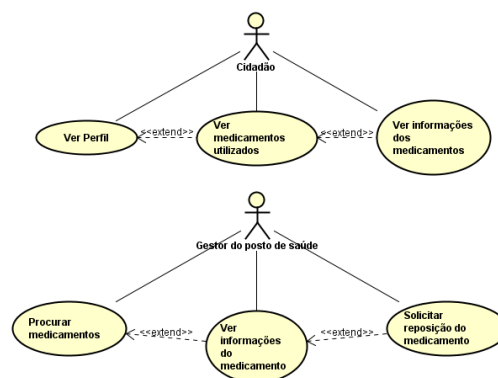 Cidadão
Ver Perfil
<<extend>>
Ver
medicamentos
utilizados
<<extend>>
Ver informações
dos
medicamentos
Gestor do posto de saúde
Procurar
medicamentos
<<extend>>
Ver
informações
do
medicamento
<<extend>>
Solicitar
reposição do
medicamento